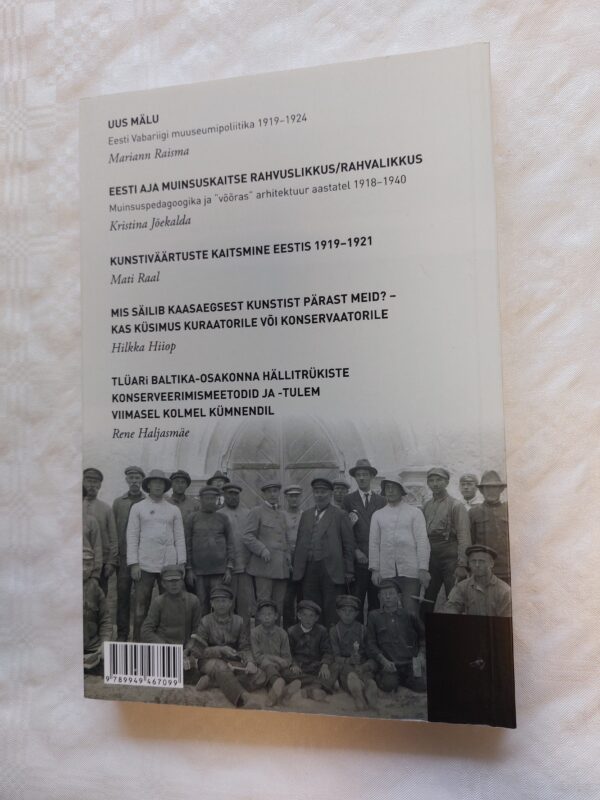 UUS MÄLU
Eesti Vabariigi muuseumipoliitika 1919–1924
Mariann Raisma
EESTI AJA MUINSUSKAITSE RAHVUSLIKKUS/RAHVALIKKUS
Muinsuspedagoogika ja “võõras” arhitektuur aastatel 1918–1940
Kristina Jõekalda
KUNSTIVÄÄRTUSTE KAITSMINE EESTIS 1919–1921
Mati Raal
MIS SÄILIB KAASAEGSEST KUNSTIST PÄRAST MEID? –
KAS KÜSIMUS KURAATORILE VÕI KONSERVAATORILE
Hilkka Hiiop
TLÜARi BALTIKA-OSAKONNA HÄLLITRÜKISTE
KONSERVEERIMISMEETODID JA -TULEM
VIIMASEL KOLMEL KÜMNENDIL
Rene Haljasmäe
9 789949 467099